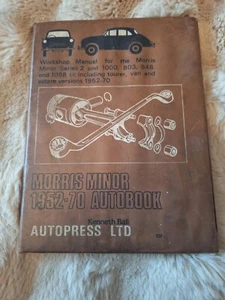 Workshop Manual for the Morris
Minor Series 2 and 1000, 803, 948,
and 1098 cc including tourer, van and
estate versions 1952-70
MORRIS MINOR
1952-70 AUTOBOOK
Kenneth Ball
AUTOPRESS LTD